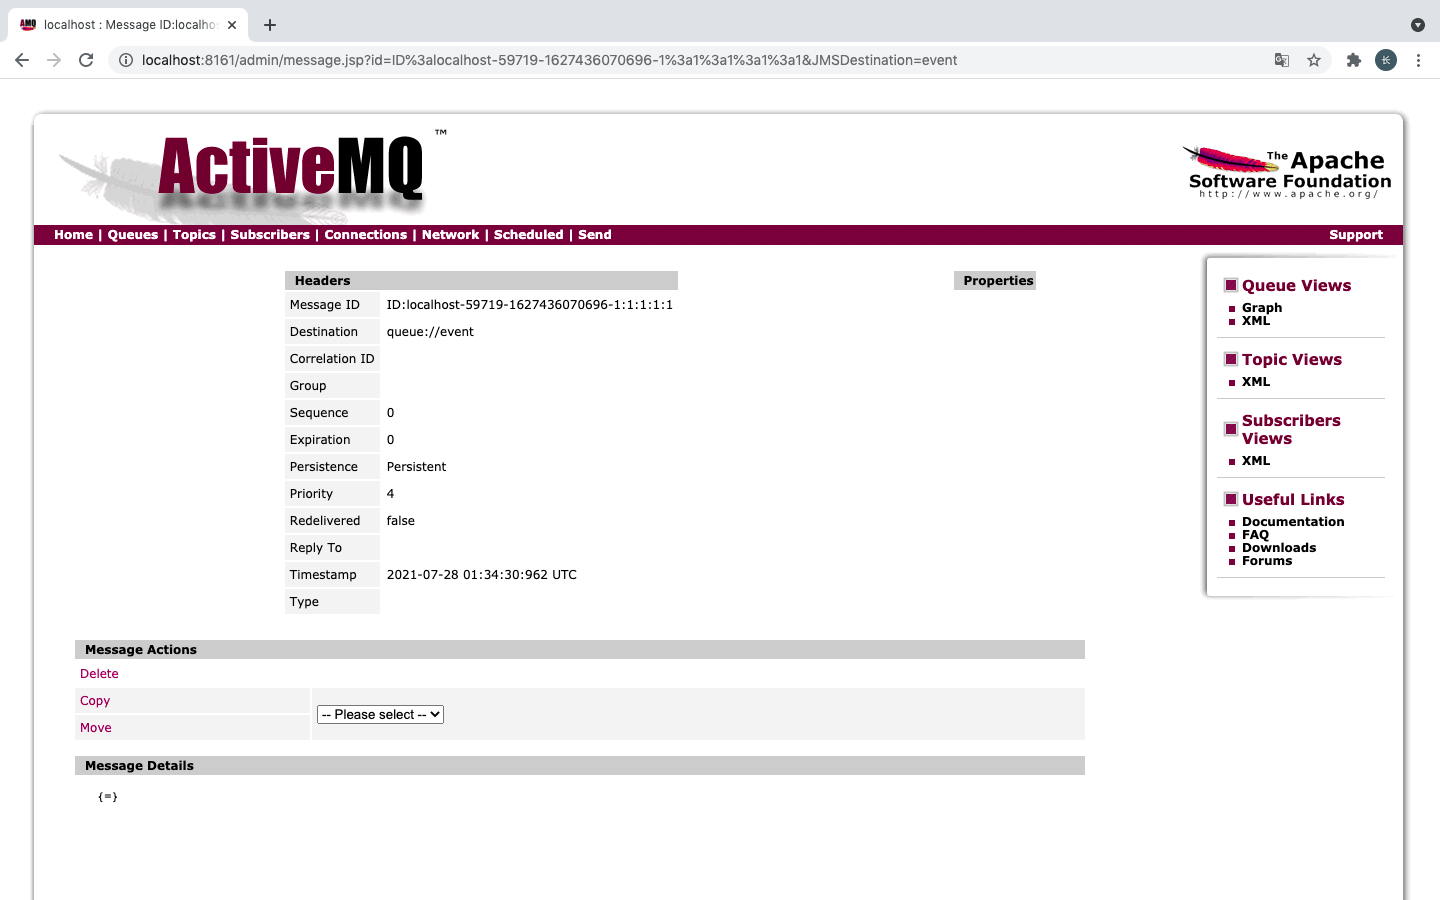 localhost : Message ID:localho
localhost:8161/admin/message.jsp?id=ID%3alocalhost-59719-1627436070696-1%3a1%3a1%3a1%3a1&JMSDestination=event
长
ActiveMQ™
The Apache
Software Foundation
http://www.apache.org/
Home | Queues | Topics | Subscribers | Connections | Network | Scheduled | Send
Support
Headers
Message ID ID:localhost-59719-1627436070696-1:1:1:1:1
Destination queue://event
Correlation ID
Group
Sequence 0
Expiration 0
Persistence Persistent
Priority 4
Redelivered false
Reply To
Timestamp 2021-07-28 01:34:30:962 UTC
Type
Properties
Message Actions
Delete
Copy
-- Please select --
Move
Message Details
{=}
Queue Views
Graph
XML
Topic Views
XML
Subscribers
Views
XML
Useful Links
Documentation
FAQ
Downloads
Forums